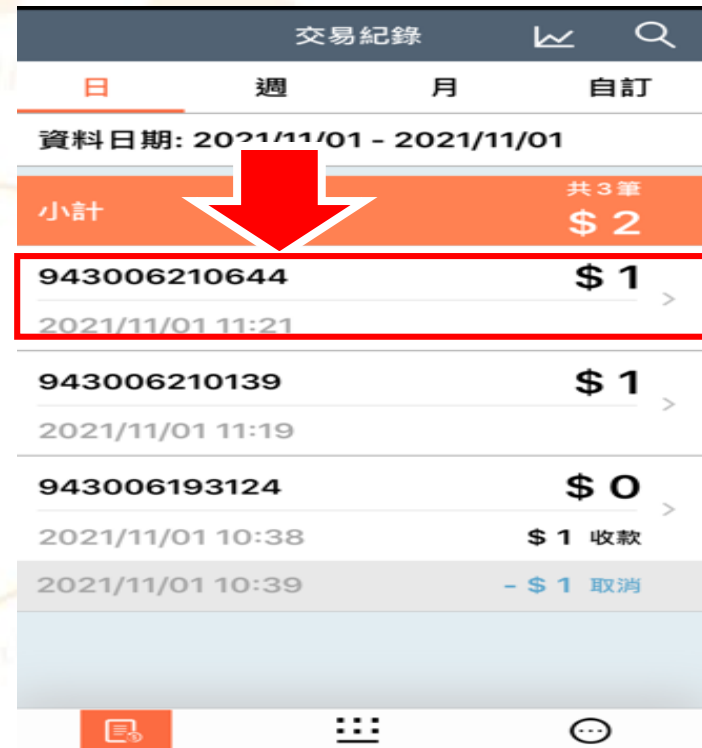 交易紀錄
日 週 月 自訂
資料日期: 2021/11/01 - 2021/11/01
共3筆
小計 $ 2
943006210644 $ 1 >
2021/11/01 11:21
943006210139 $ 1 >
2021/11/01 11:19
943006193124 $ 0 >
2021/11/01 10:38 $ 1 收款
2021/11/01 10:39 - $ 1 取消